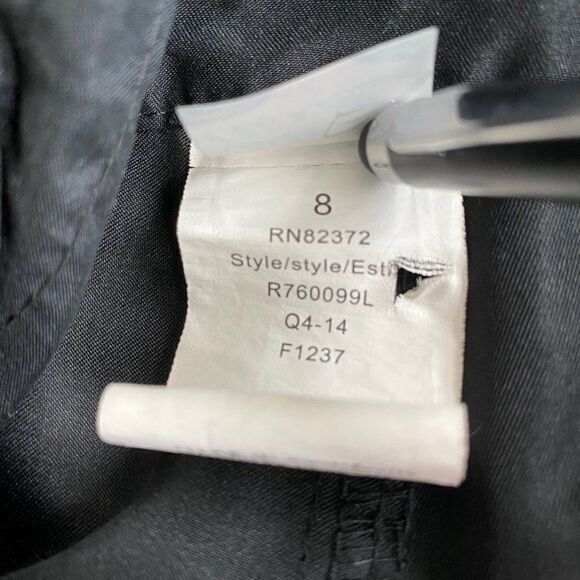 8
RN82372
Style/style/Esti
R760099L
Q4-14
F1237